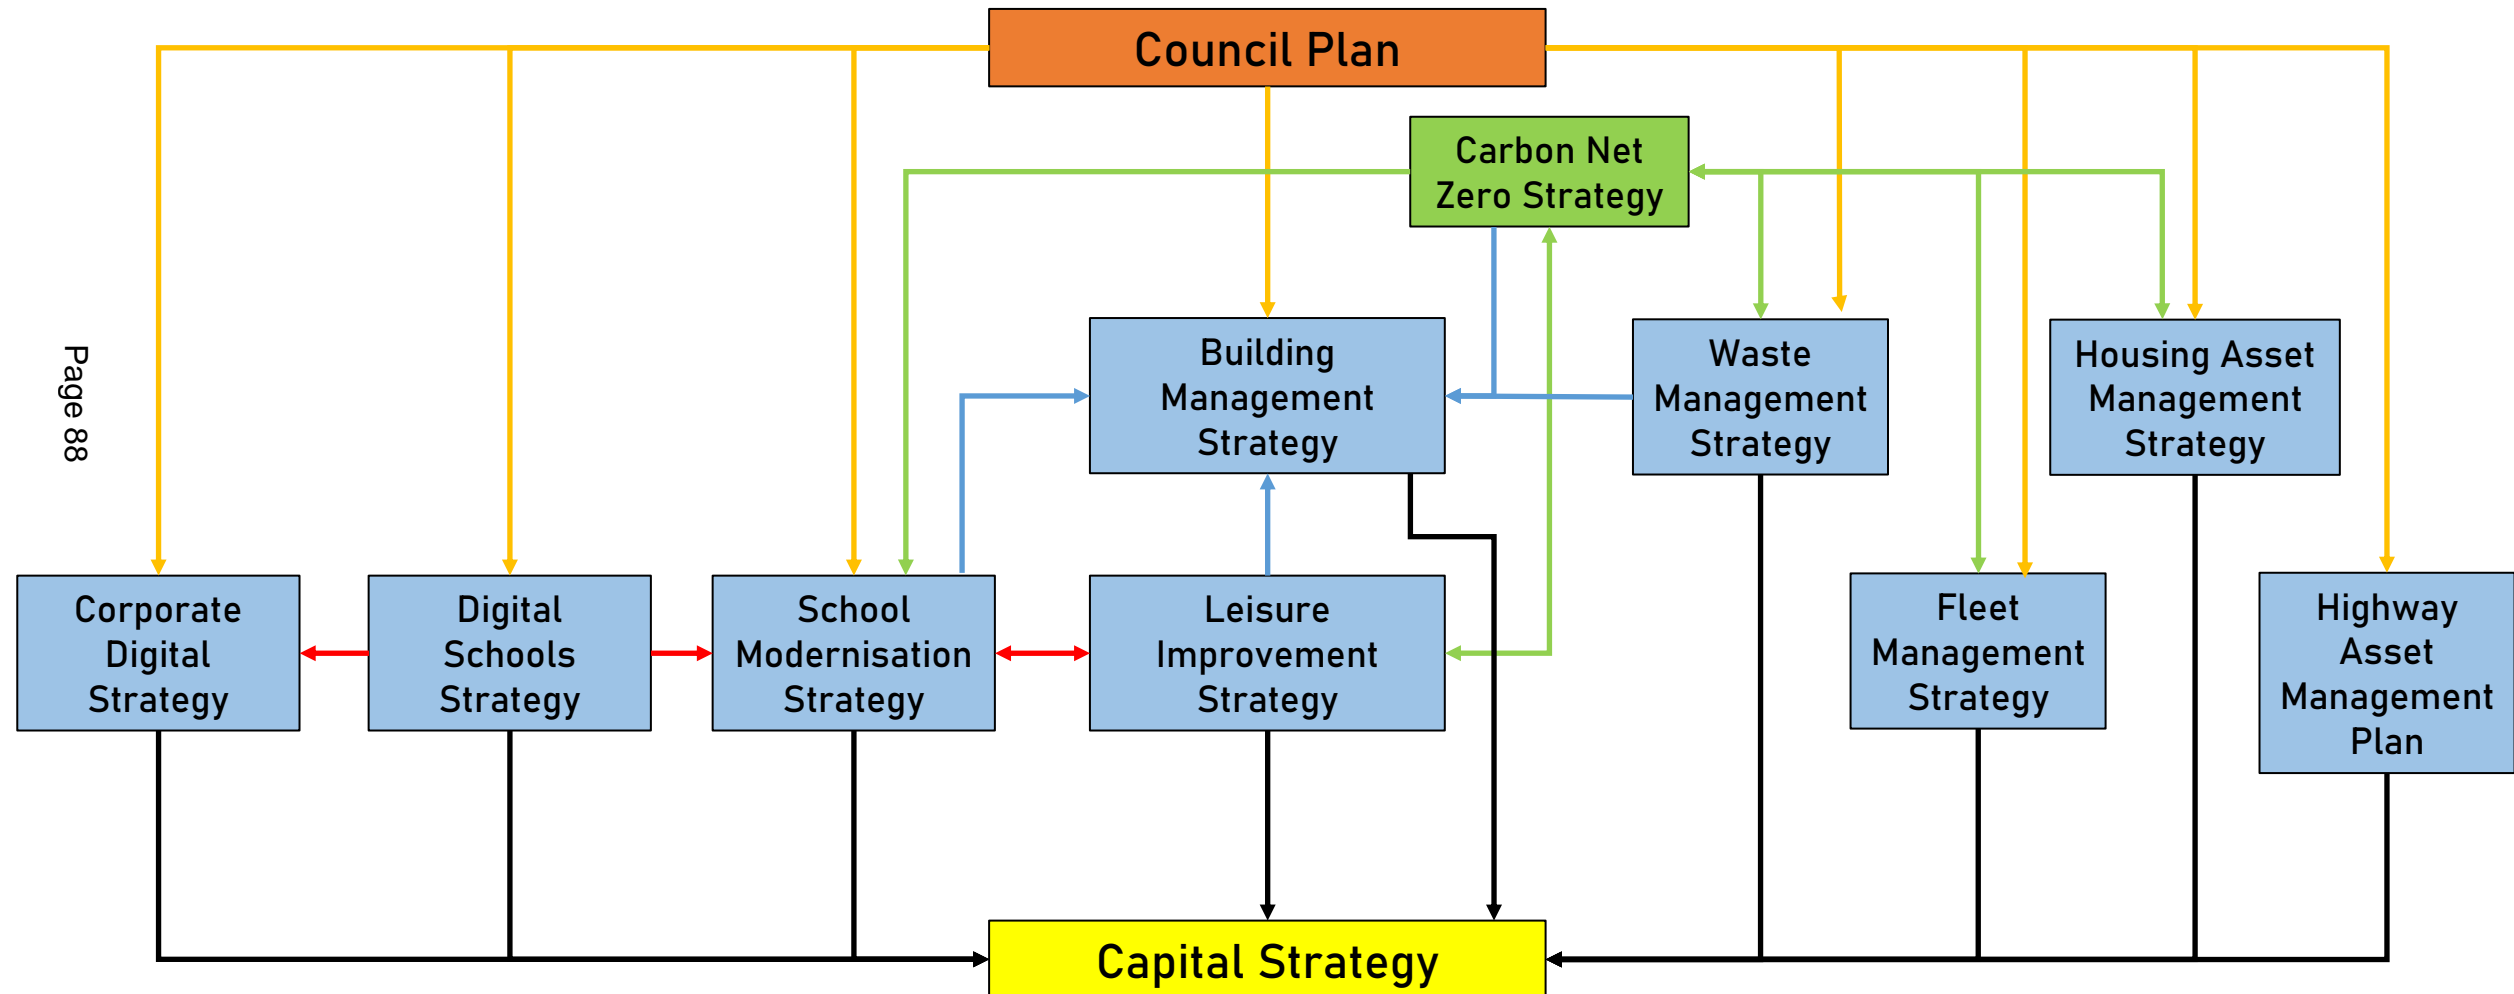 Council Plan
Carbon Net
Zero Strategy
Page 88
Building
Management
Strategy
Waste
Management
Strategy
Housing Asset
Management
Strategy
Corporate
Digital
Strategy
Digital
Schools
Strategy
School
Modernisation
Strategy
Leisure
Improvement
Strategy
Fleet
Management
Strategy
Highway
Asset
Management
Plan
Capital Strategy